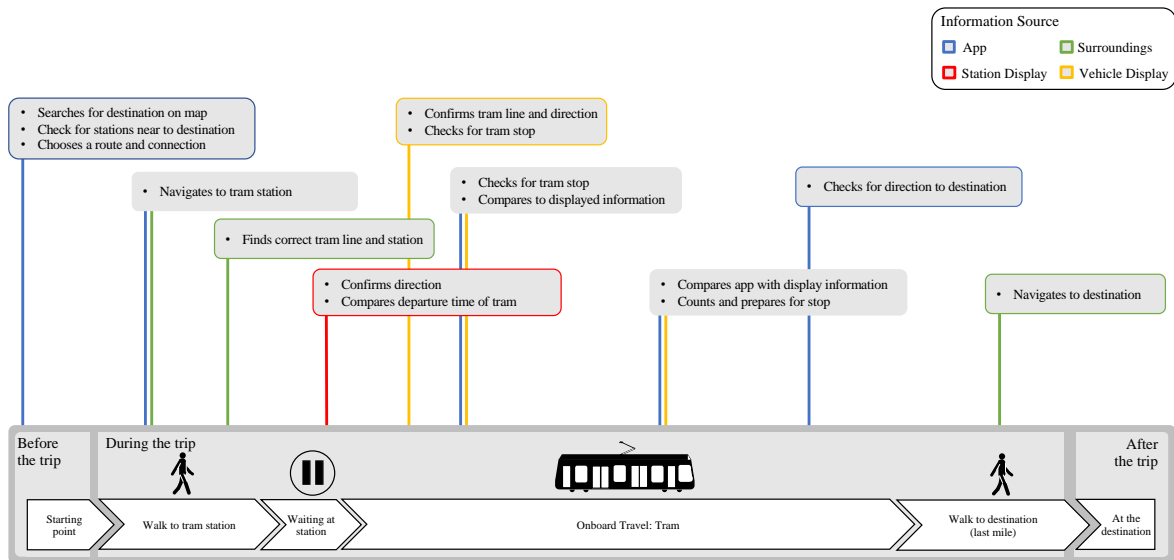 Information Source
App
Surroundings
Station Display
Vehicle Display
• Searches for destination on map
• Check for stations near to destination
• Chooses a route and connection
• Confirms tram line and direction
• Checks for tram stop
• Navigates to tram station
• Checks for tram stop
• Compares to displayed information
• Checks for direction to destination
• Finds correct tram line and station
• Confirms direction
• Compares departure time of tram
• Compares app with display information
• Counts and prepares for stop
• Navigates to destination
Before
the trip
During the trip
After
the trip
Starting
point
Walk to tram station
Waiting at
station
Onboard Travel: Tram
Walk to destination
(last mile)
At the
destination